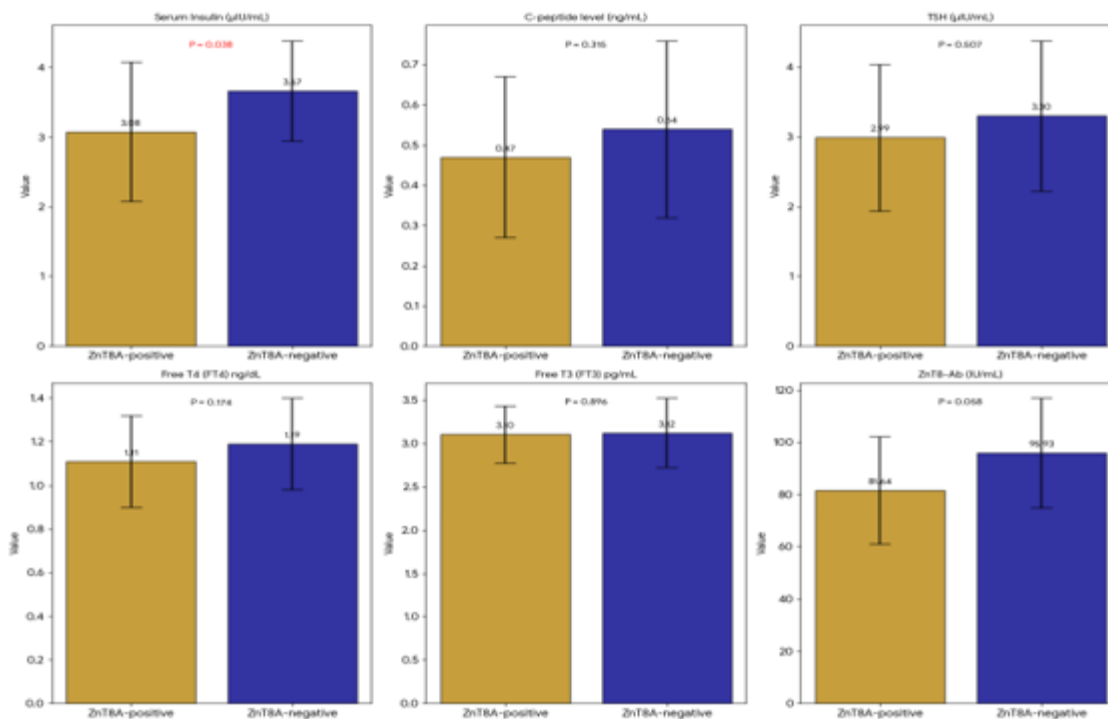 Serum Insulin (µIU/mL)
P = 0.038
4
3
2
1
0
Value
3.08
3.67
ZnT8A-positive
ZnT8A-negative
C-peptide level (ng/mL)
P = 0.315
0.7
0.6
0.5
0.4
0.3
0.2
0.1
0.0
Value
0.47
0.54
ZnT8A-positive
ZnT8A-negative
TSH (µIU/mL)
P = 0.507
4
3
2
1
0
Value
2.99
3.30
ZnT8A-positive
ZnT8A-negative
Free T4 (FT4) ng/dL
P = 0.174
1.4
1.2
1.0
0.8
0.6
0.4
0.2
0.0
Value
1.11
1.19
ZnT8A-positive
ZnT8A-negative
Free T3 (FT3) pg/mL
P = 0.896
3.5
3.0
2.5
2.0
1.5
1.0
0.5
0.0
Value
3.10
3.12
ZnT8A-positive
ZnT8A-negative
ZnT8-Ab (IU/mL)
P = 0.058
120
100
80
60
40
20
0
Value
81.64
95.93
ZnT8A-positive
ZnT8A-negative